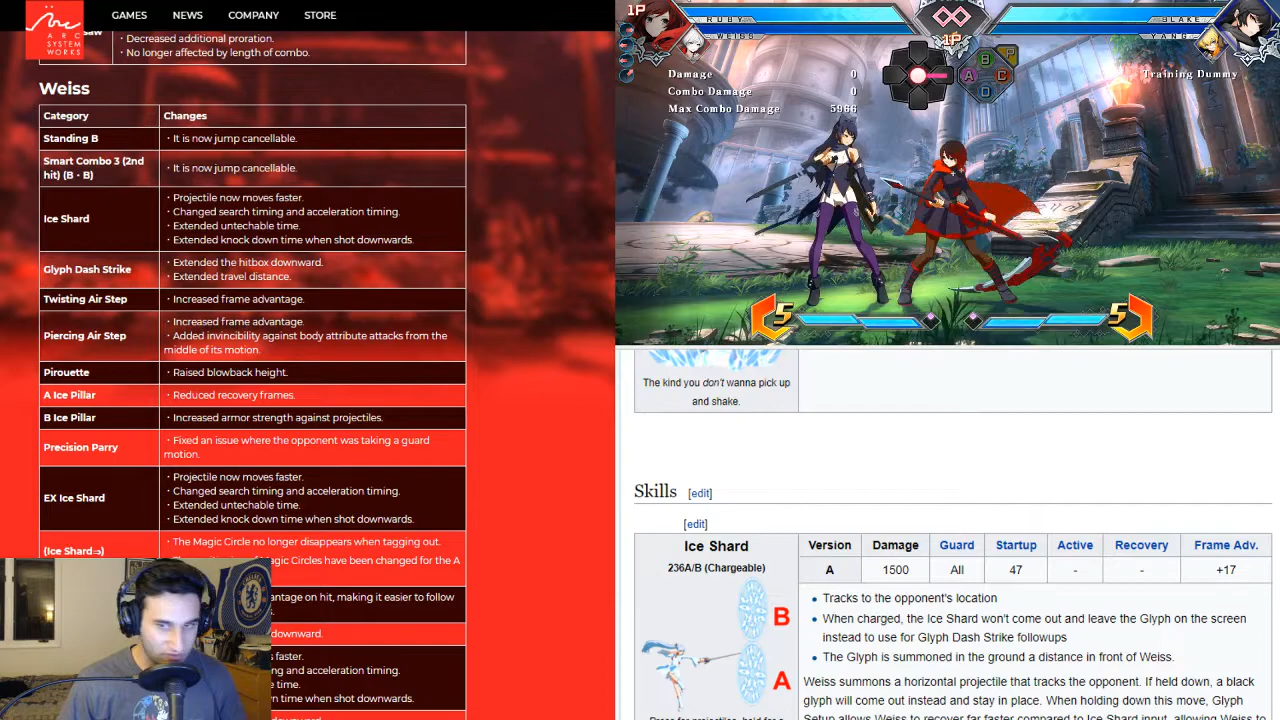 GAMES NEWS COMPANY STORE
ARC
SYSTEM
WORKS
saw
・Decreased additional proration.
・No longer affected by length of combo.
Weiss
Category Changes
Standing B ・It is now jump cancellable.
Smart Combo 3 (2nd
hit) (B・B) ・It is now jump cancellable.
Ice Shard
・Projectile now moves faster.
・Changed search timing and acceleration timing.
・Extended untechable time.
・Extended knock down time when shot downwards.
Glyph Dash Strike
・Extended the hitbox downward.
・Extended travel distance.
Twisting Air Step ・Increased frame advantage.
Piercing Air Step
・Increased frame advantage.
・Added invincibility against body attribute attacks from the
middle of its motion.
Pirouette ・Raised blowback height.
A Ice Pillar ・Reduced recovery frames.
B Ice Pillar ・Increased armor strength against projectiles.
Precision Parry
・Fixed an issue where the opponent was taking a guard
motion.
EX Ice Shard
・Projectile now moves faster.
・Changed search timing and acceleration timing.
・Extended untechable time.
・Extended knock down time when shot downwards.
(Ice Shard⇒)
・The Magic Circle no longer disappears when tagging out.
agic Circles have been changed for the A
antage on hit, making it easier to follow
s.
downward.
s faster.
ng and acceleration timing.
le time.
own time when shot downwards.
1P
RUBY
WEISS
BLAKE
YANG
1P
Damage 0
Combo Damage 0
Max Combo Damage 5966
Training Dummy
A B C D P
5
5
The kind you don't wanna pick up
and shake.
Skills [edit]
[edit]
Ice Shard
236A/B (Chargeable)
B
A
Press for projectiles, hold for a
Version Damage Guard Startup Active Recovery Frame Adv.
A 1500 All 47 - - +17
• Tracks to the opponent's location
• When charged, the Ice Shard won't come out and leave the Glyph on the screen
instead to use for Glyph Dash Strike followups
• The Glyph is summoned in the ground a distance in front of Weiss.
Weiss summons a horizontal projectile that tracks the opponent. If held down, a black
glyph will come out instead and stay in place. When holding down this move, Glyph
Setup allows Weiss to recover far faster compared to Ice Shard input, allowing Weiss to